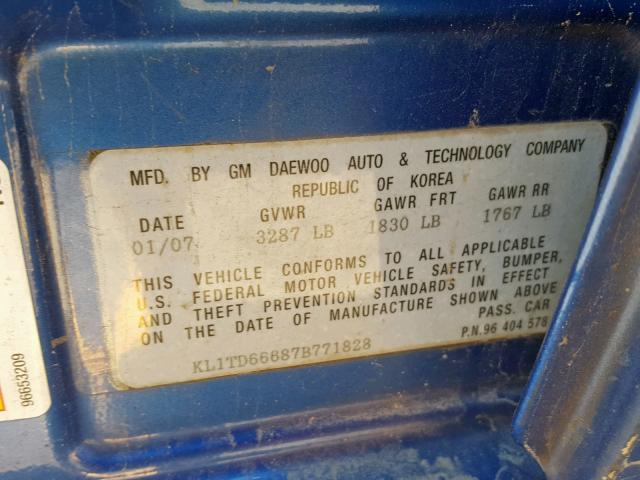 MFD. BY GM DAEWOO AUTO & TECHNOLOGY COMPANY
REPUBLIC OF KOREA
DATE GVWR GAWR FRT GAWR RR
01/07 3287 LB 1830 LB 1767 LB
THIS VEHICLE CONFORMS TO ALL APPLICABLE
U.S. FEDERAL MOTOR VEHICLE SAFETY, BUMPER,
AND THEFT PREVENTION STANDARDS IN EFFECT
ON THE DATE OF MANUFACTURE SHOWN ABOVE
PASS. CAR
P.N.96 404 578
KL1TD66687B771828
96653209